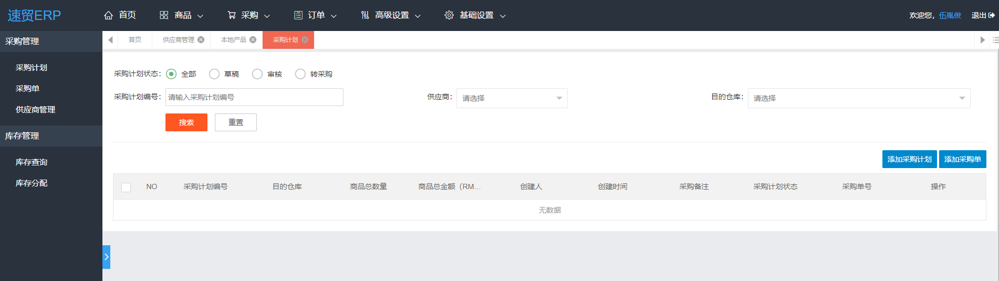 速贸ERP 首页 商品 采购 订单 高级设置 基础设置 欢迎您，伍胤俊 退出
采购管理
采购计划
采购单
供应商管理
库存管理
库存查询
库存分配
首页 供应商管理 本地产品 采购计划
采购计划状态： 全部 草稿 审核 转采购
采购计划编号： 请输入采购计划编号 供应商： 请选择 目的仓库： 请选择
搜索 重置
添加采购计划 添加采购单
NO 采购计划编号 目的仓库 商品总数量 商品总金额（RM... 创建人 创建时间 采购备注 采购计划状态 采购单号 操作
无数据